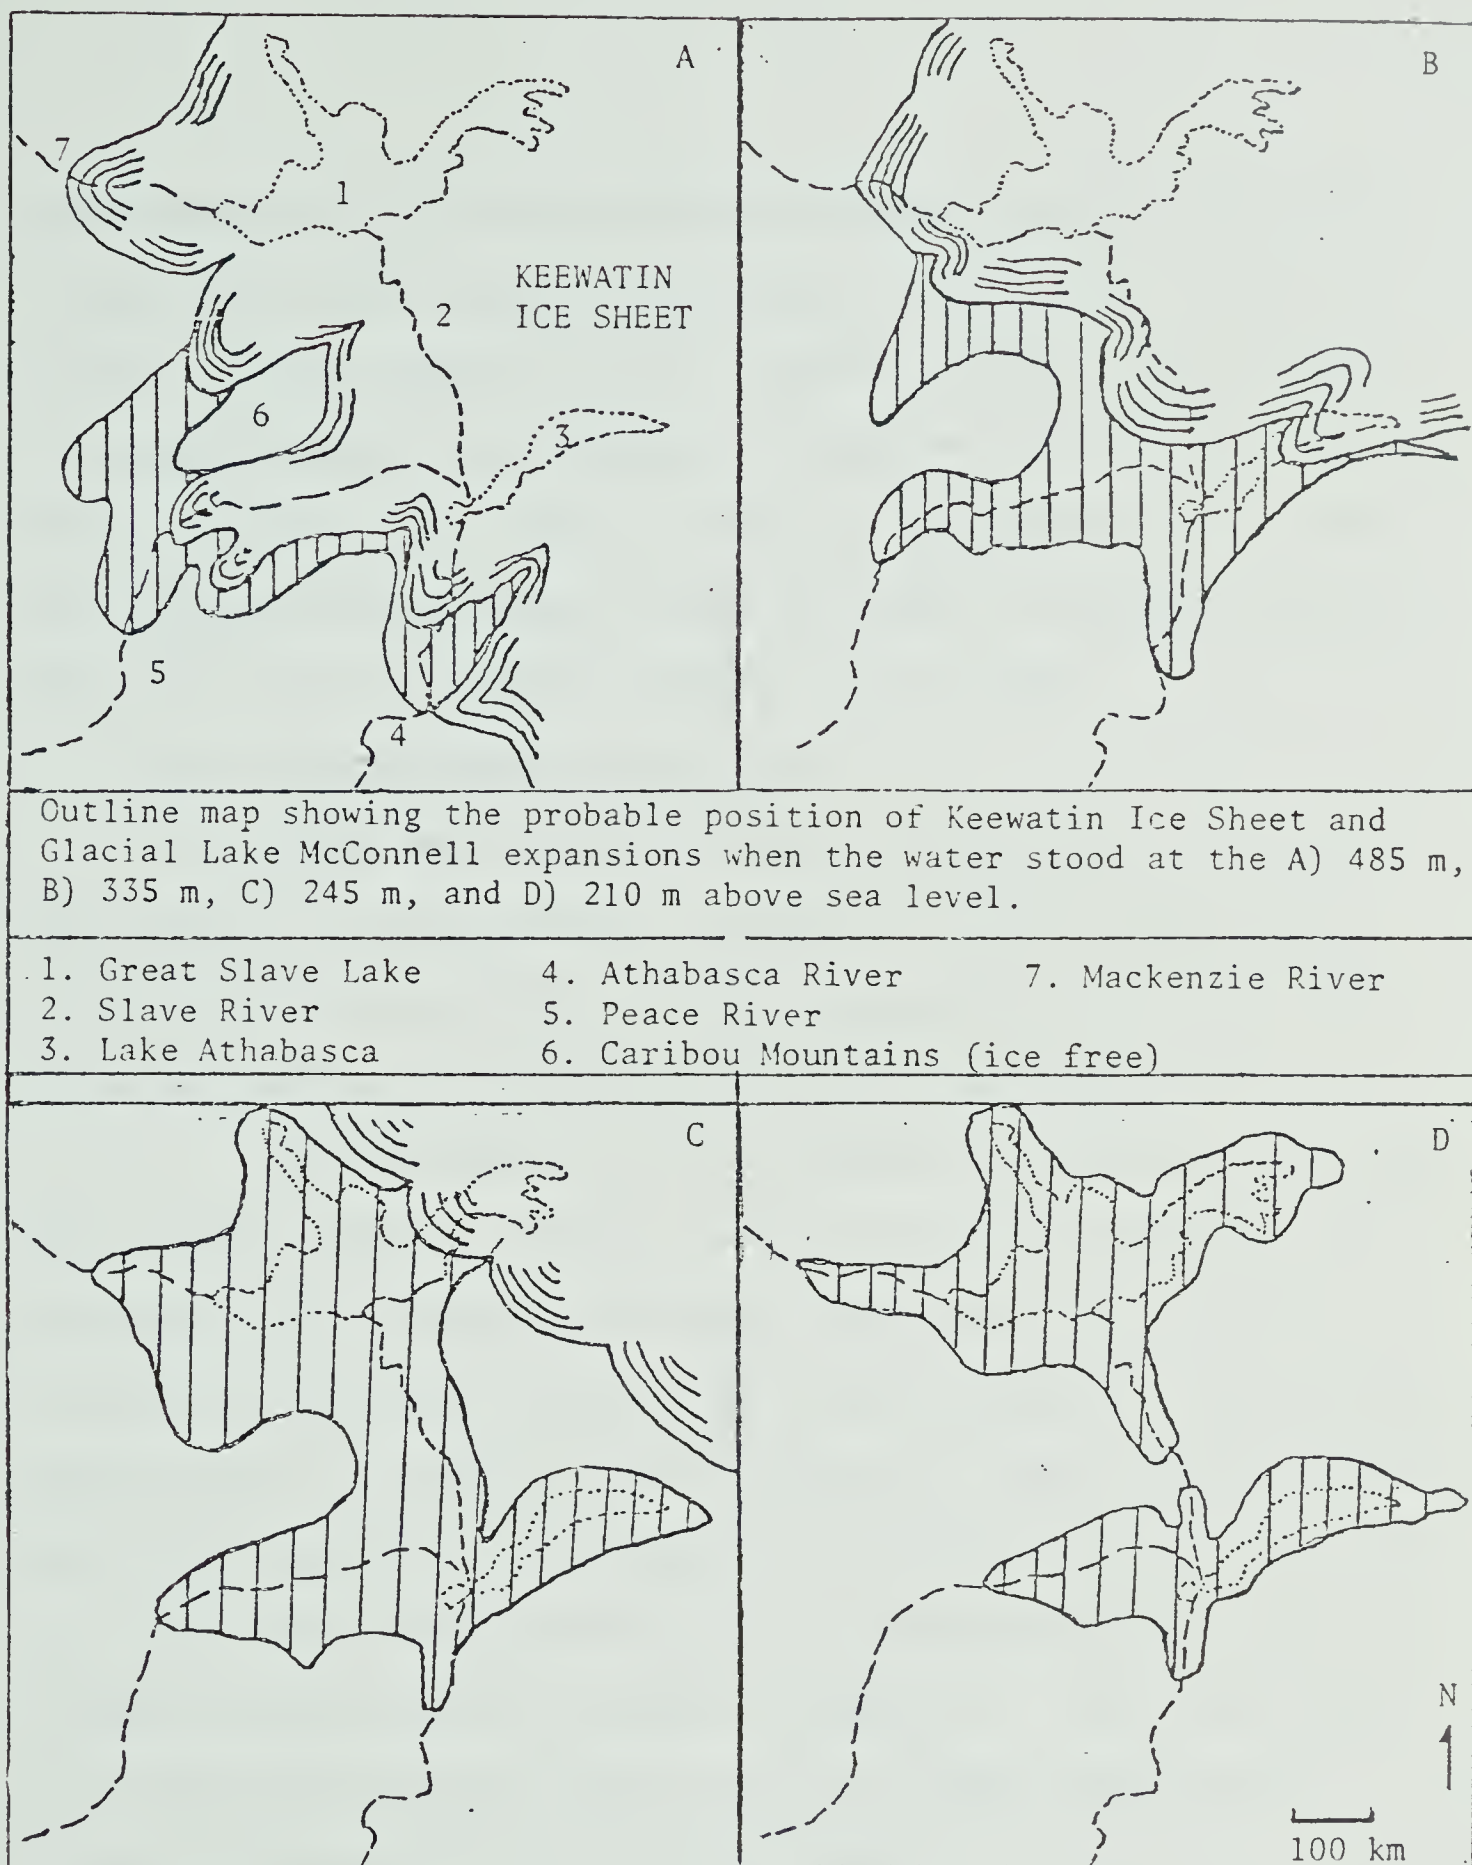 A
B
7
1
KEEWATIN
ICE SHEET
2
6
3
5
4
Outline map showing the probable position of Keewatin Ice Sheet and
Glacial Lake McConnell expansions when the water stood at the A) 485 m,
B) 335 m, C) 245 m, and D) 210 m above sea level.
1. Great Slave Lake 4. Athabasca River 7. Mackenzie River
2. Slave River 5. Peace River
3. Lake Athabasca 6. Caribou Mountains (ice free)
C
D
N
100 km